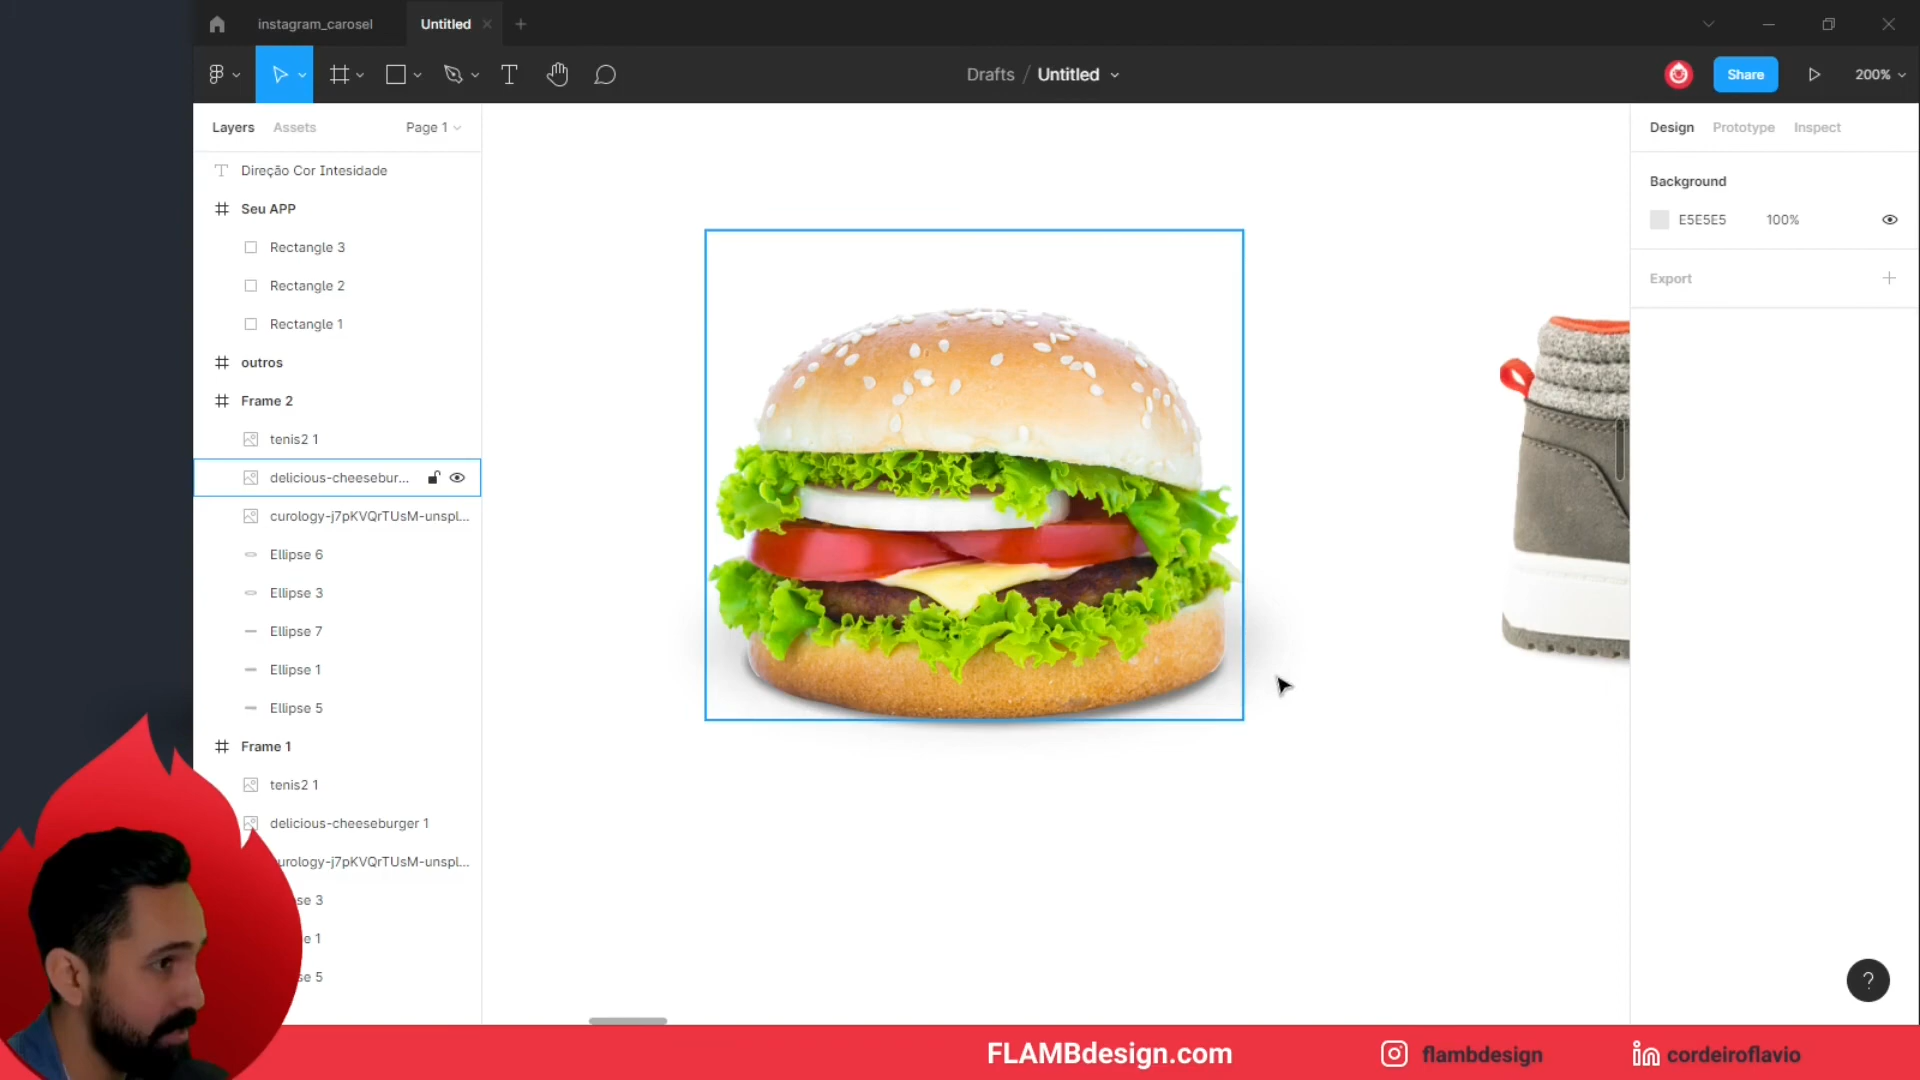 instagram_carosel
Untitled
Drafts / Untitled
Share
200%
Layers
Assets
Page 1
Design
Prototype
Inspect
Direção Cor Intesidade
Seu APP
Rectangle 3
Rectangle 2
Rectangle 1
outros
Frame 2
tenis2 1
delicious-cheesebur...
curology-j7pKVQrTUsM-unspl...
Ellipse 6
Ellipse 3
Ellipse 7
Ellipse 1
Ellipse 5
Frame 1
tenis2 1
delicious-cheeseburger 1
urology-j7pKVQrTUsM-unspl...
se 3
e 1
se 5
Background
E5E5E5 100%
Export
?
FLAMBdesign.com
flambdesign
cordeiroflavio